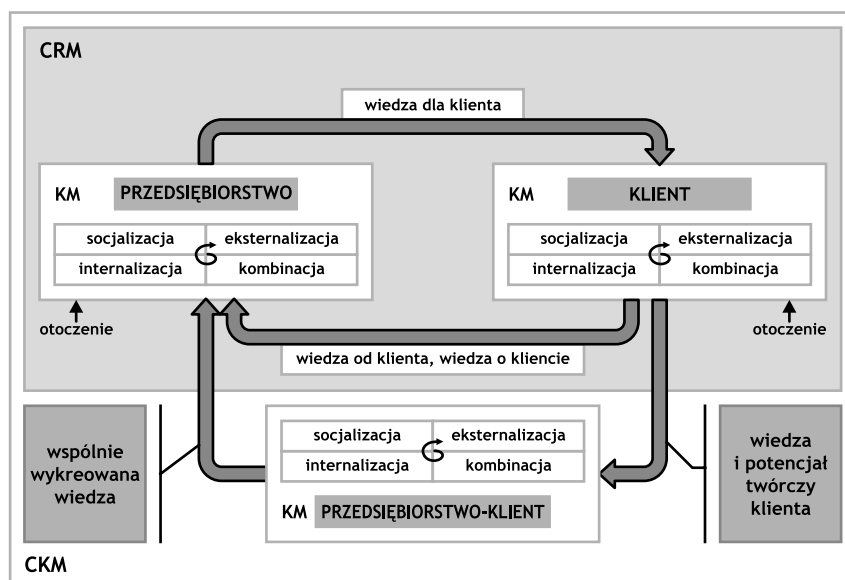 CRM
wiedza dla klienta
KM PRZEDSIĘBIORSTWO
socjalizacja eksternalizacja
internalizacja kombinacja
otoczenie
KM KLIENT
socjalizacja eksternalizacja
internalizacja kombinacja
otoczenie
wiedza od klienta, wiedza o kliencie
wspólnie
wykreowana
wiedza
socjalizacja eksternalizacja
internalizacja kombinacja
KM PRZEDSIĘBIORSTWO-KLIENT
wiedza
i potencjał
twórczy
klienta
CKM